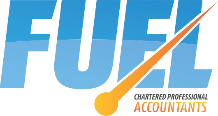 FUEL
CHARTERED PROFESSIONAL
ACCOUNTANTS